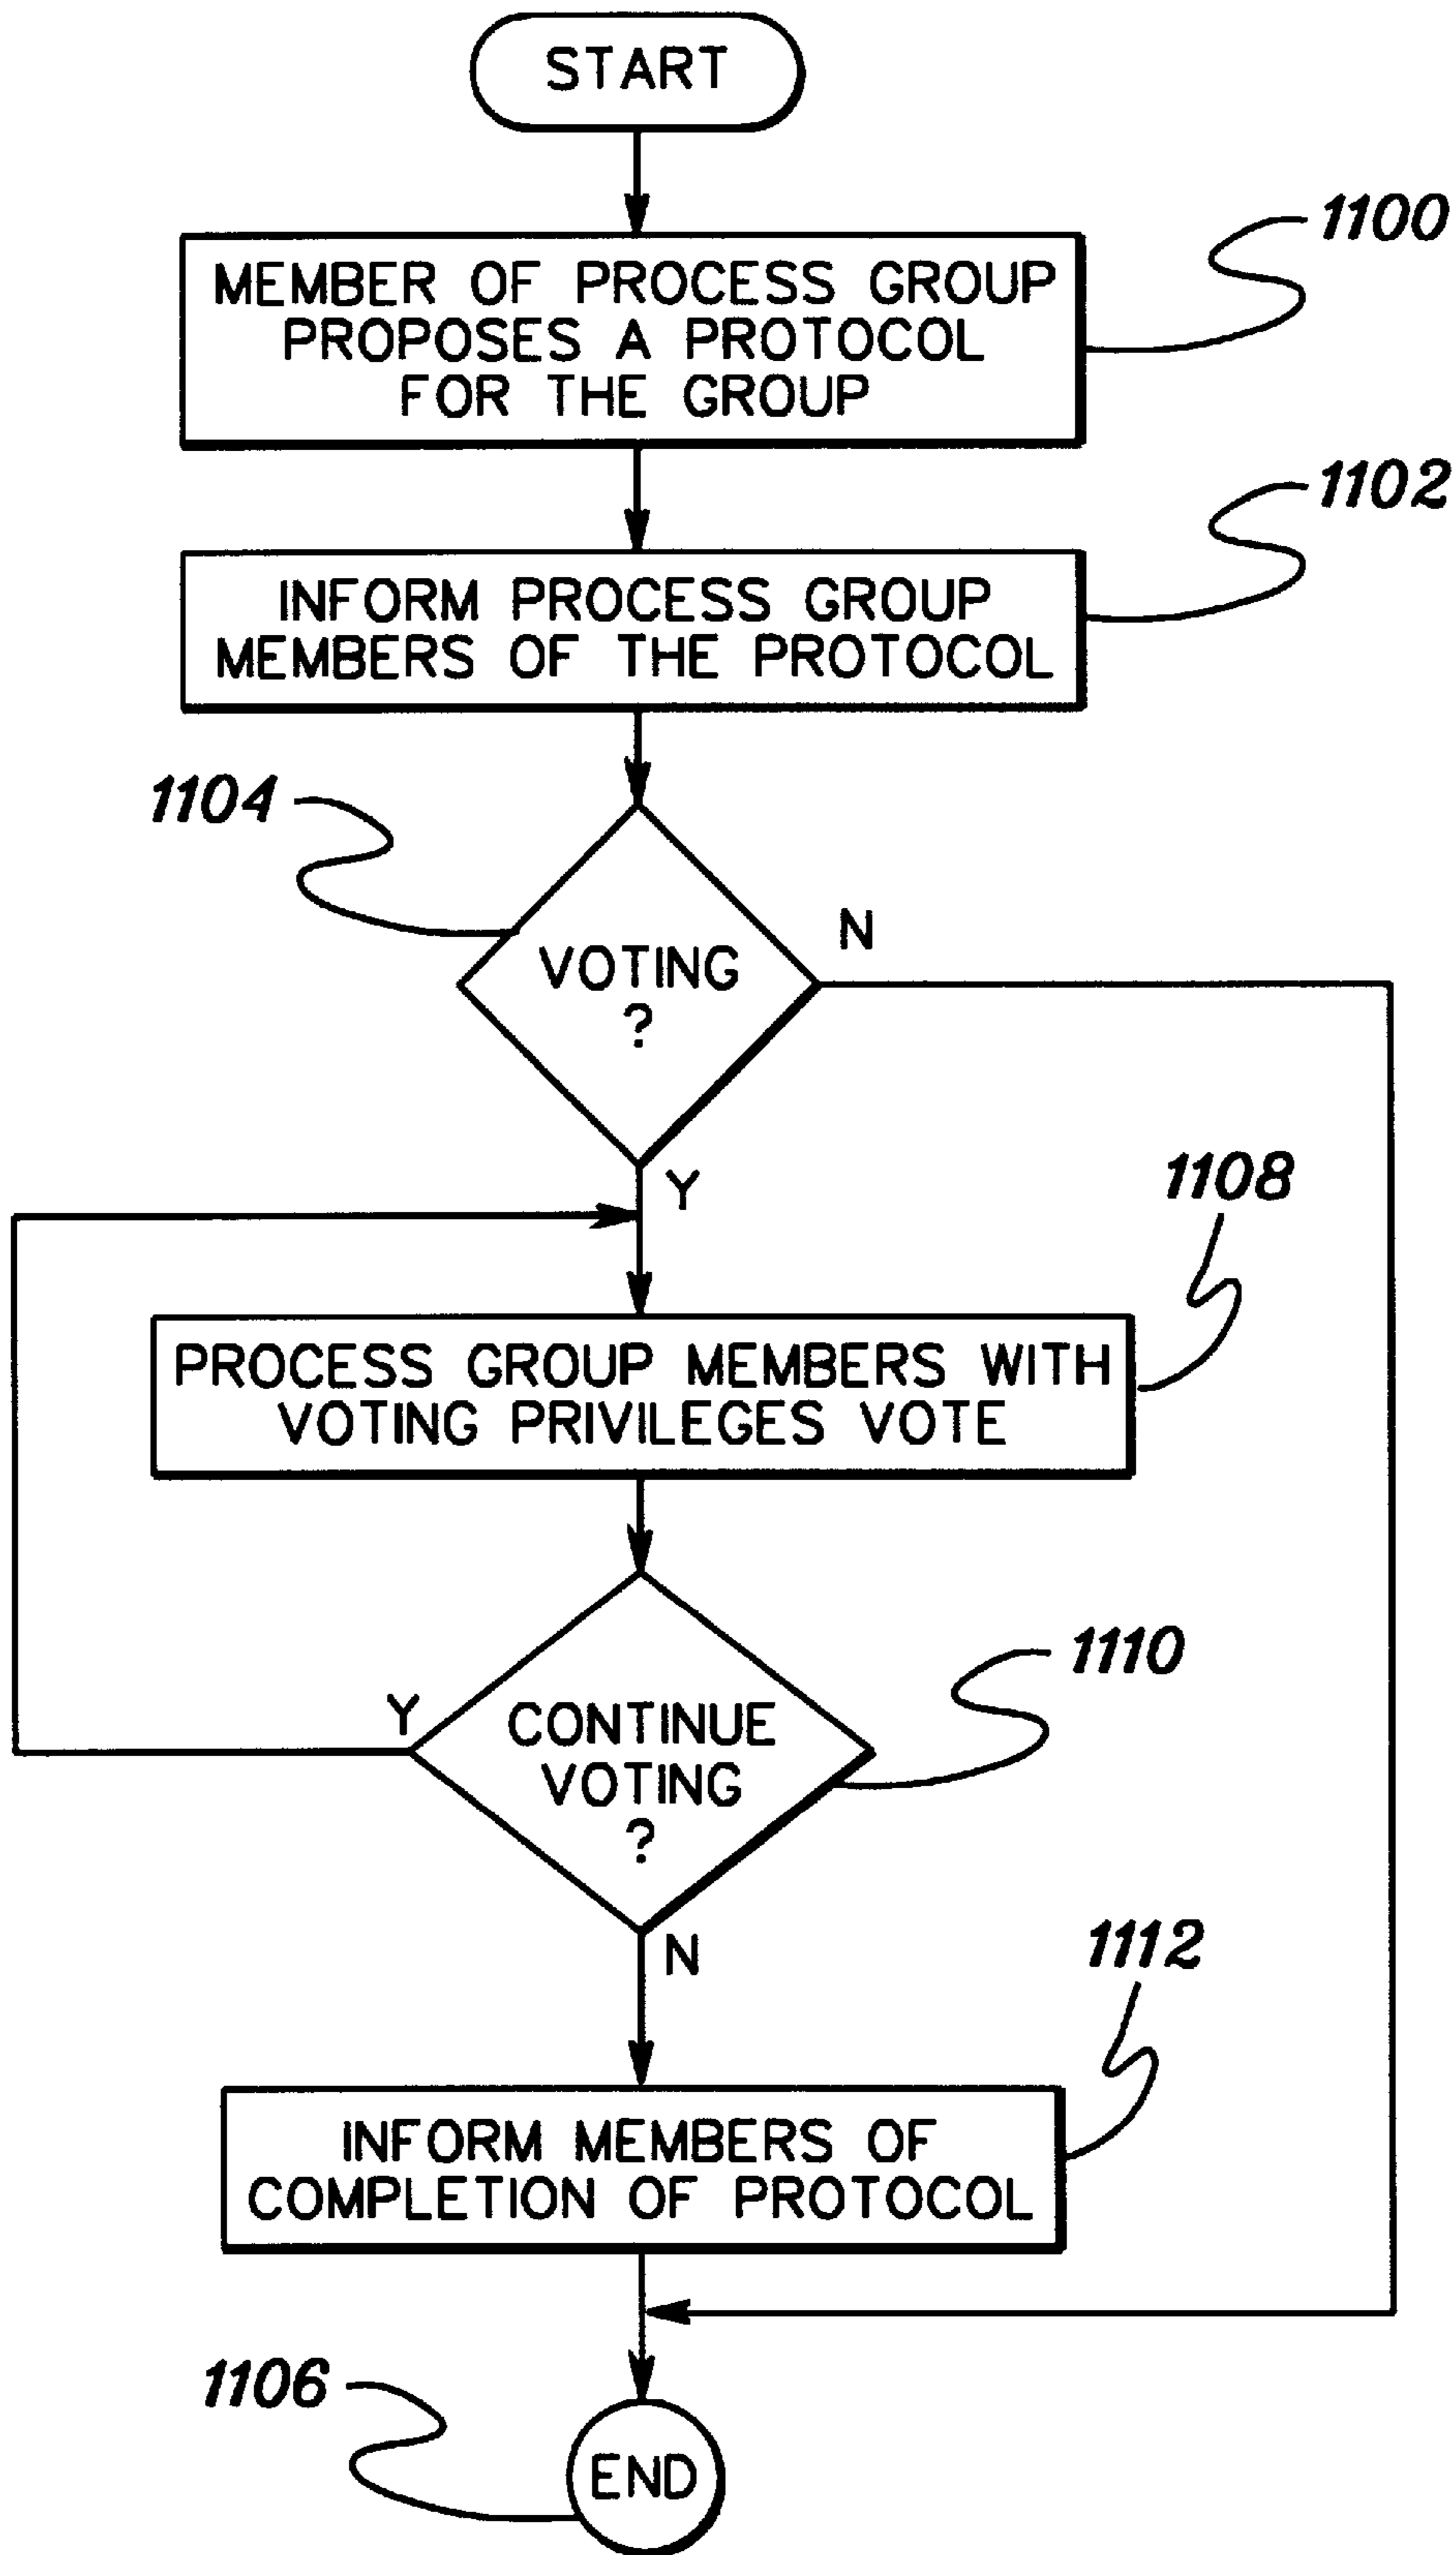 START
1100
MEMBER OF PROCESS GROUP
PROPOSES A PROTOCOL
FOR THE GROUP
1102
INFORM PROCESS GROUP
MEMBERS OF THE PROTOCOL
1104
N
VOTING
?
Y
1108
PROCESS GROUP MEMBERS WITH
VOTING PRIVILEGES VOTE
1110
Y
CONTINUE
VOTING
?
N
1112
INFORM MEMBERS OF
COMPLETION OF PROTOCOL
1106
END